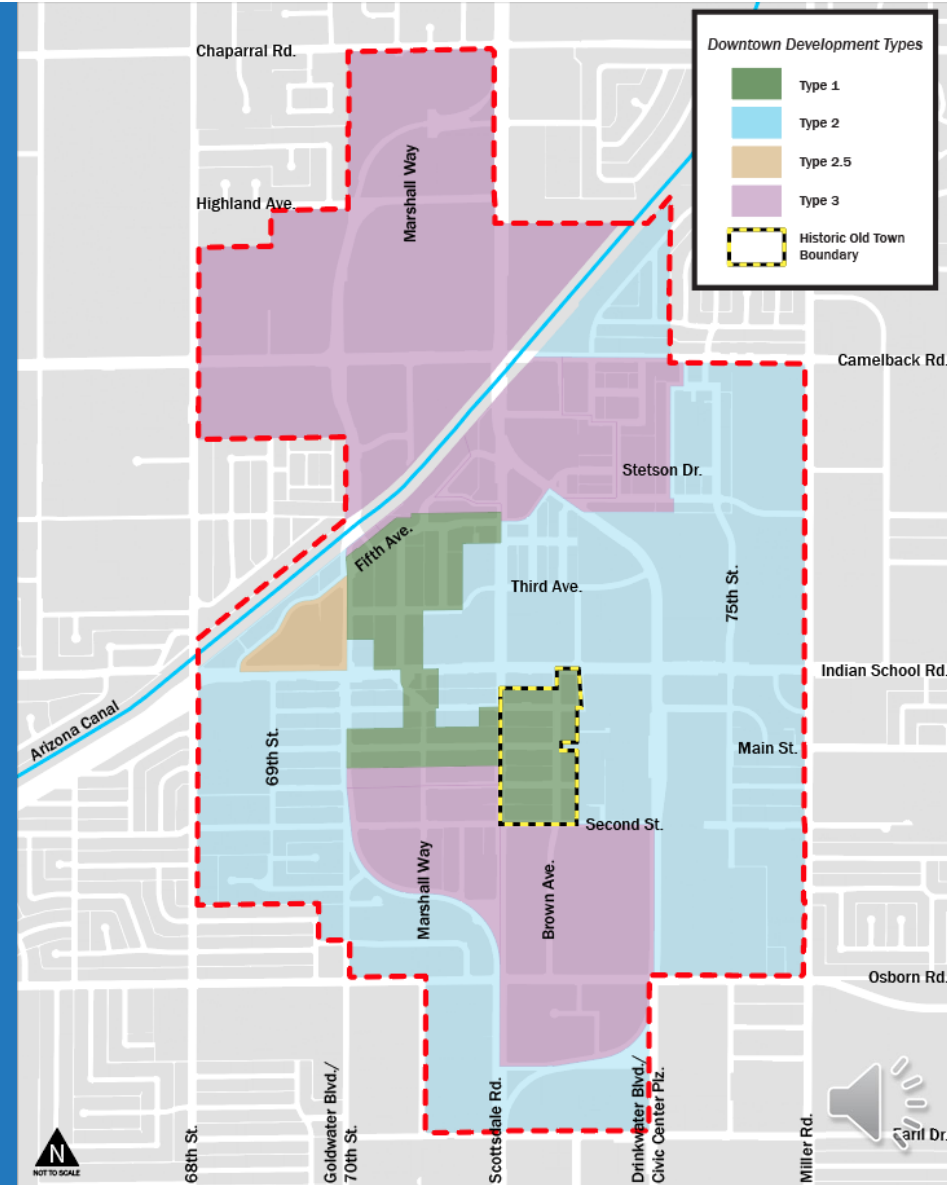 Downtown Development Types
Type 1
Type 2
Type 2.5
Type 3
Historic Old Town
Boundary
Chaparral Rd.
Marshall Way
Highland Ave.
Camelback Rd.
Stetson Dr.
Fifth Ave.
Third Ave.
75th St.
Indian School Rd.
Arizona Canal
69th St.
Main St.
Second St.
Marshall Way
Brown Ave.
Osborn Rd.
68th St.
Goldwater Blvd./
70th St.
Scottsdale Rd.
Drinkwater Blvd./
Civic Center Plz.
Miller Rd.
Earll Dr.
N
NOT TO SCALE